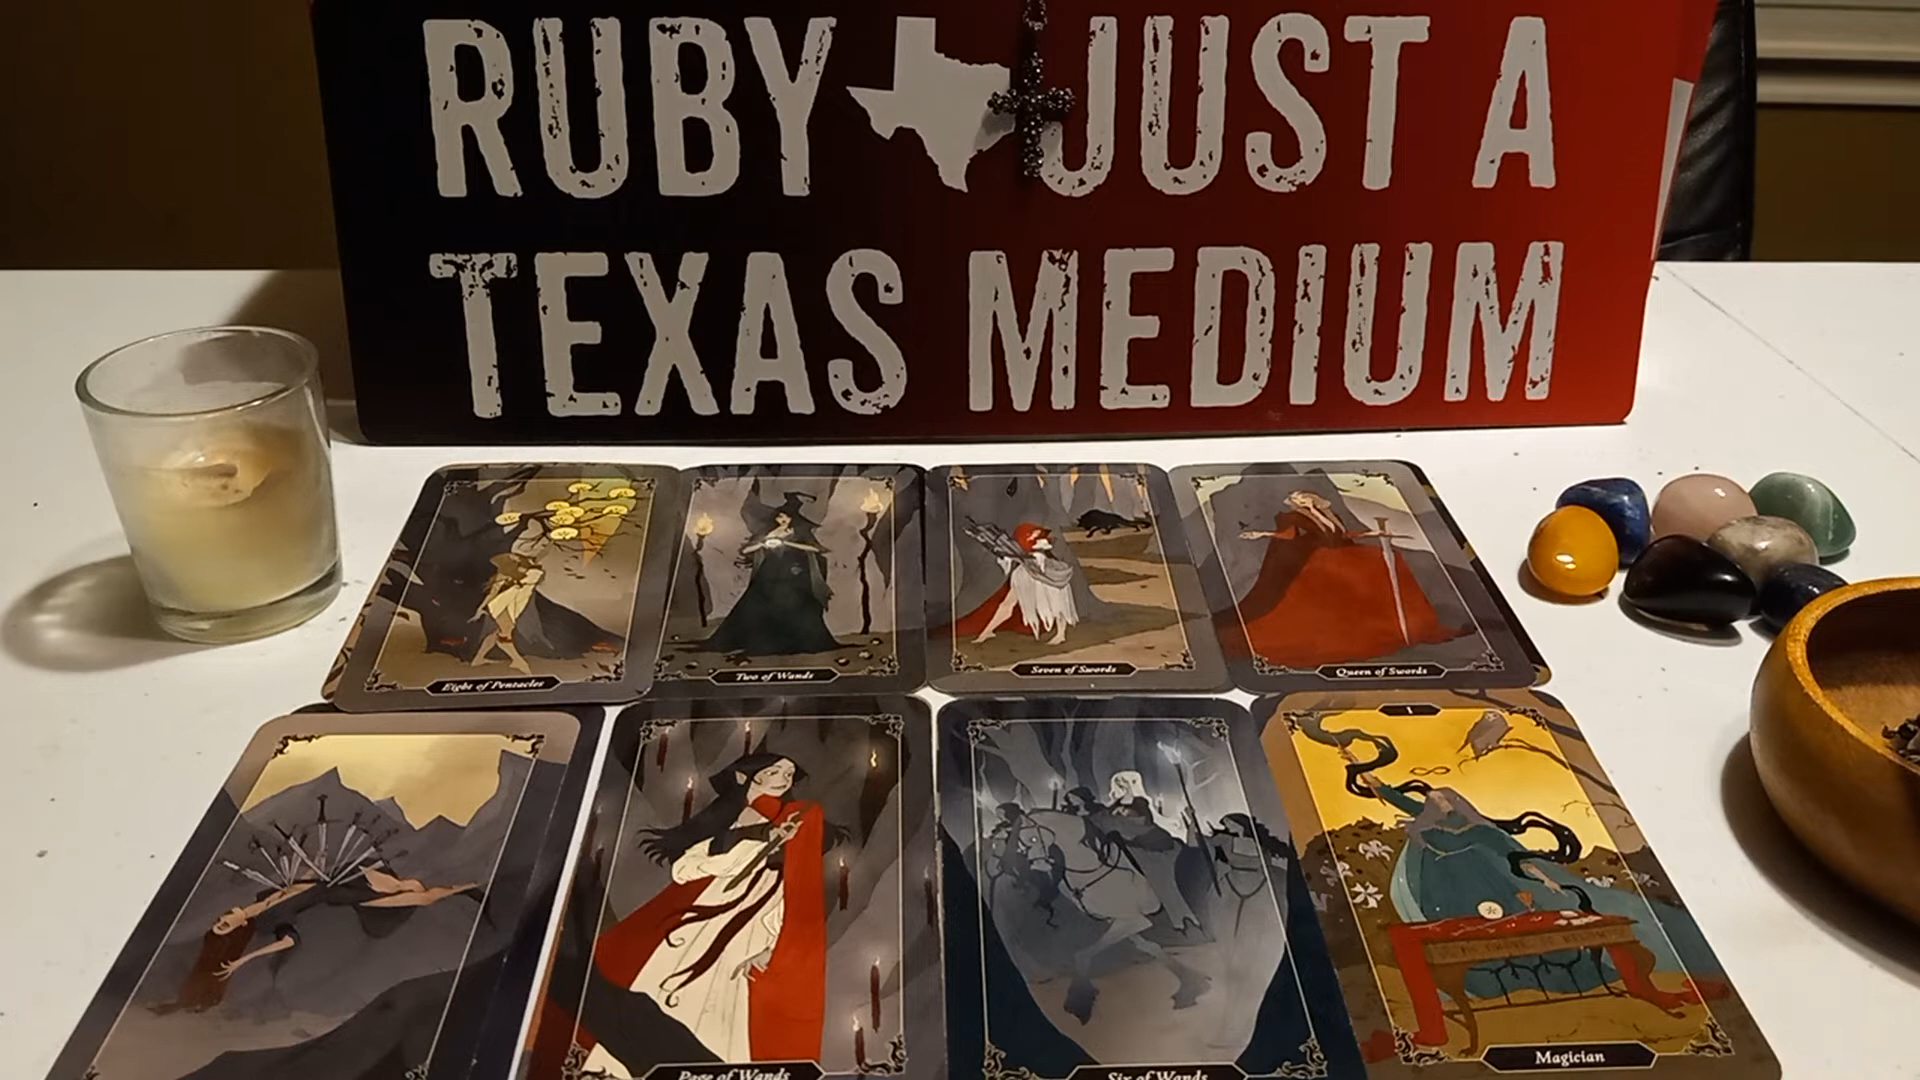 RUBY JUST A
TEXAS MEDIUM
Eight of Pentacles
Two of Wands
Seven of Swords
Queen of Swords
I
Page of Wands
Six of Wands
Magician